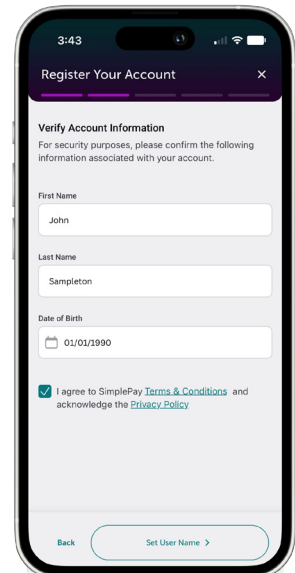 3:43
Register Your Account
Verify Account Information
For security purposes, please confirm the following
information associated with your account.
First Name
John
Last Name
Sampleton
Date of Birth
01/01/1990
I agree to SimplePay Terms & Conditions and
acknowledge the Privacy Policy
Back
Set User Name